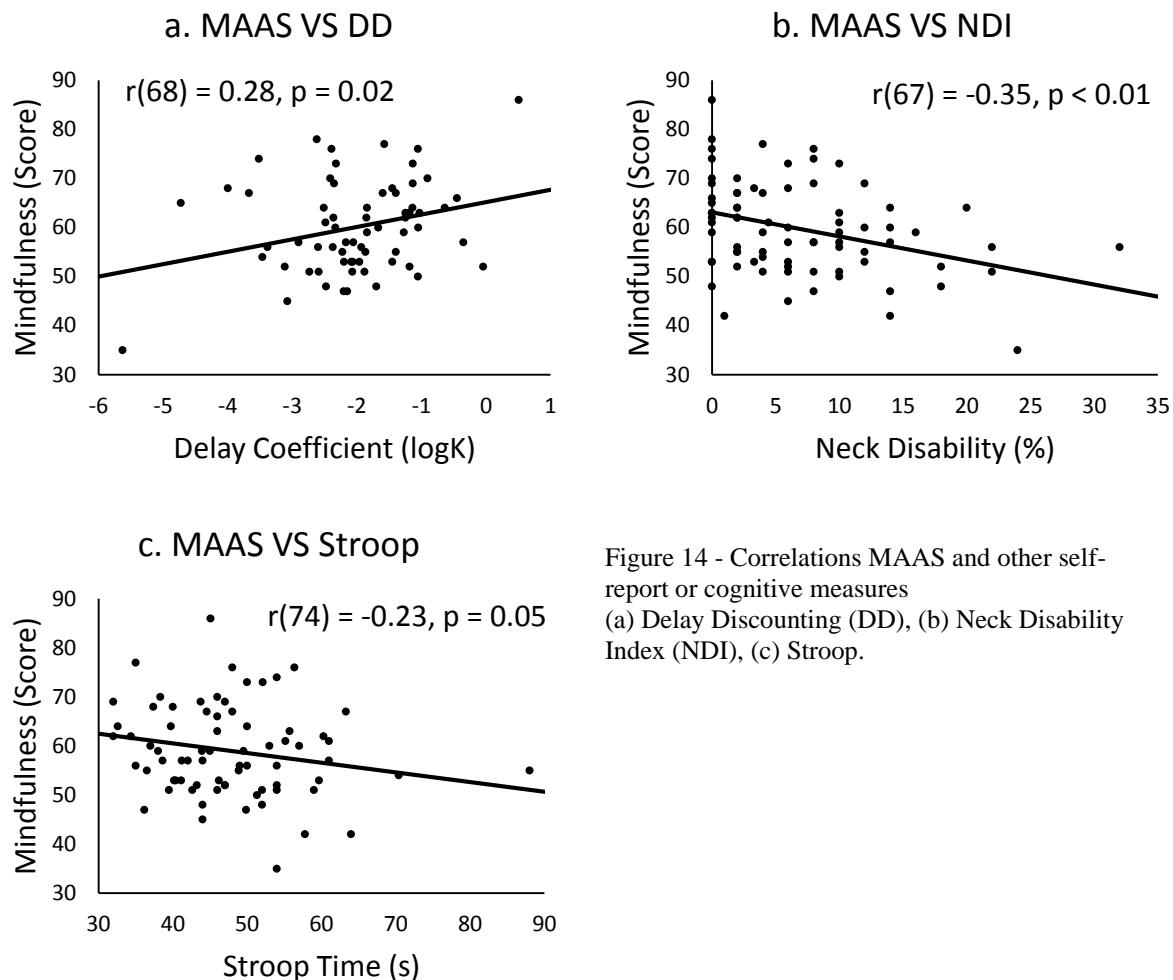 a. MAAS VS DD
r(68) = 0.28, p = 0.02
Mindfulness (Score)
90
80
70
60
50
40
30
-6
-5
-4
-3
-2
-1
0
1
Delay Coefficient (logK)
b. MAAS VS NDI
r(67) = -0.35, p < 0.01
Mindfulness (Score)
90
80
70
60
50
40
30
0
5
10
15
20
25
30
35
Neck Disability (%)
c. MAAS VS Stroop
r(74) = -0.23, p = 0.05
Mindfulness (Score)
90
80
70
60
50
40
30
30
40
50
60
70
80
90
Stroop Time (s)
Figure 14 - Correlations MAAS and other self-
report or cognitive measures
(a) Delay Discounting (DD), (b) Neck Disability
Index (NDI), (c) Stroop.